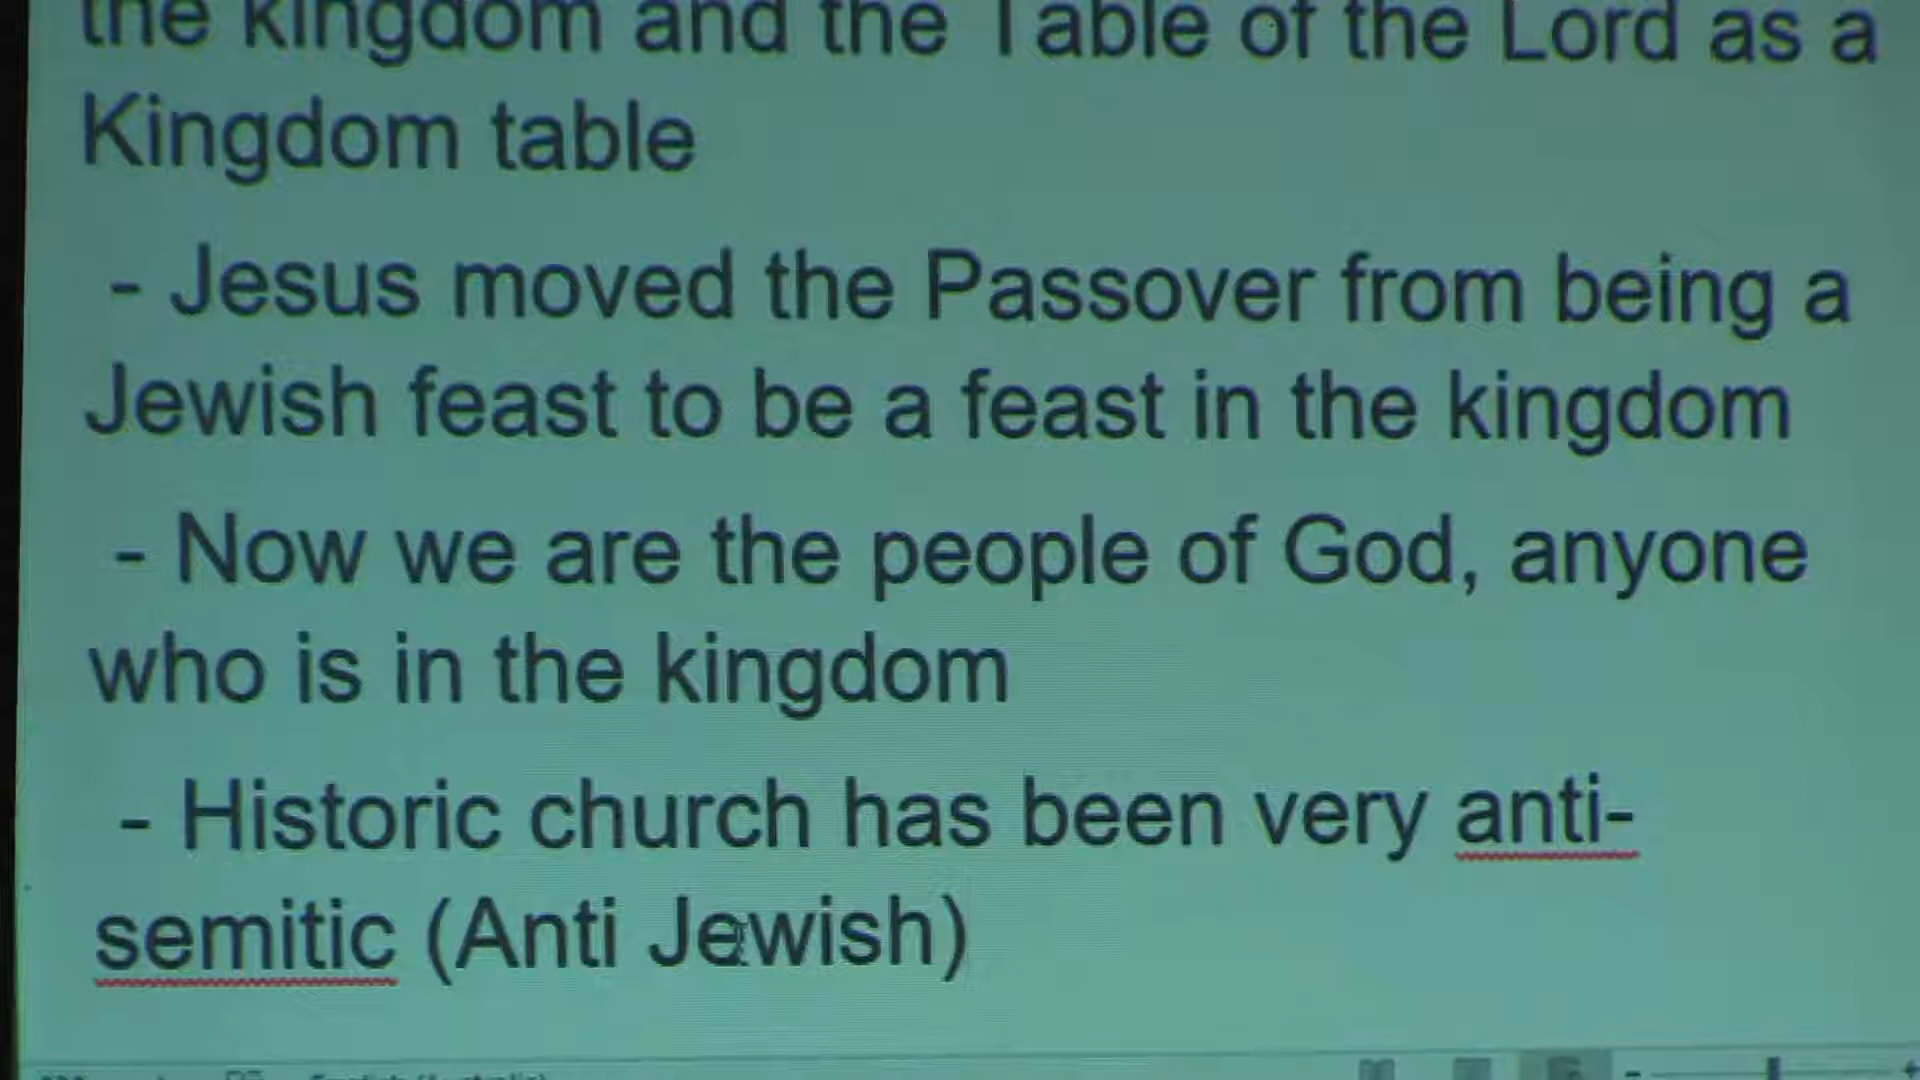 the kingdom and the Table of the Lord as a
Kingdom table
- Jesus moved the Passover from being a
Jewish feast to be a feast in the kingdom
- Now we are the people of God, anyone
who is in the kingdom
- Historic church has been very anti-
semitic (Anti Jewish)